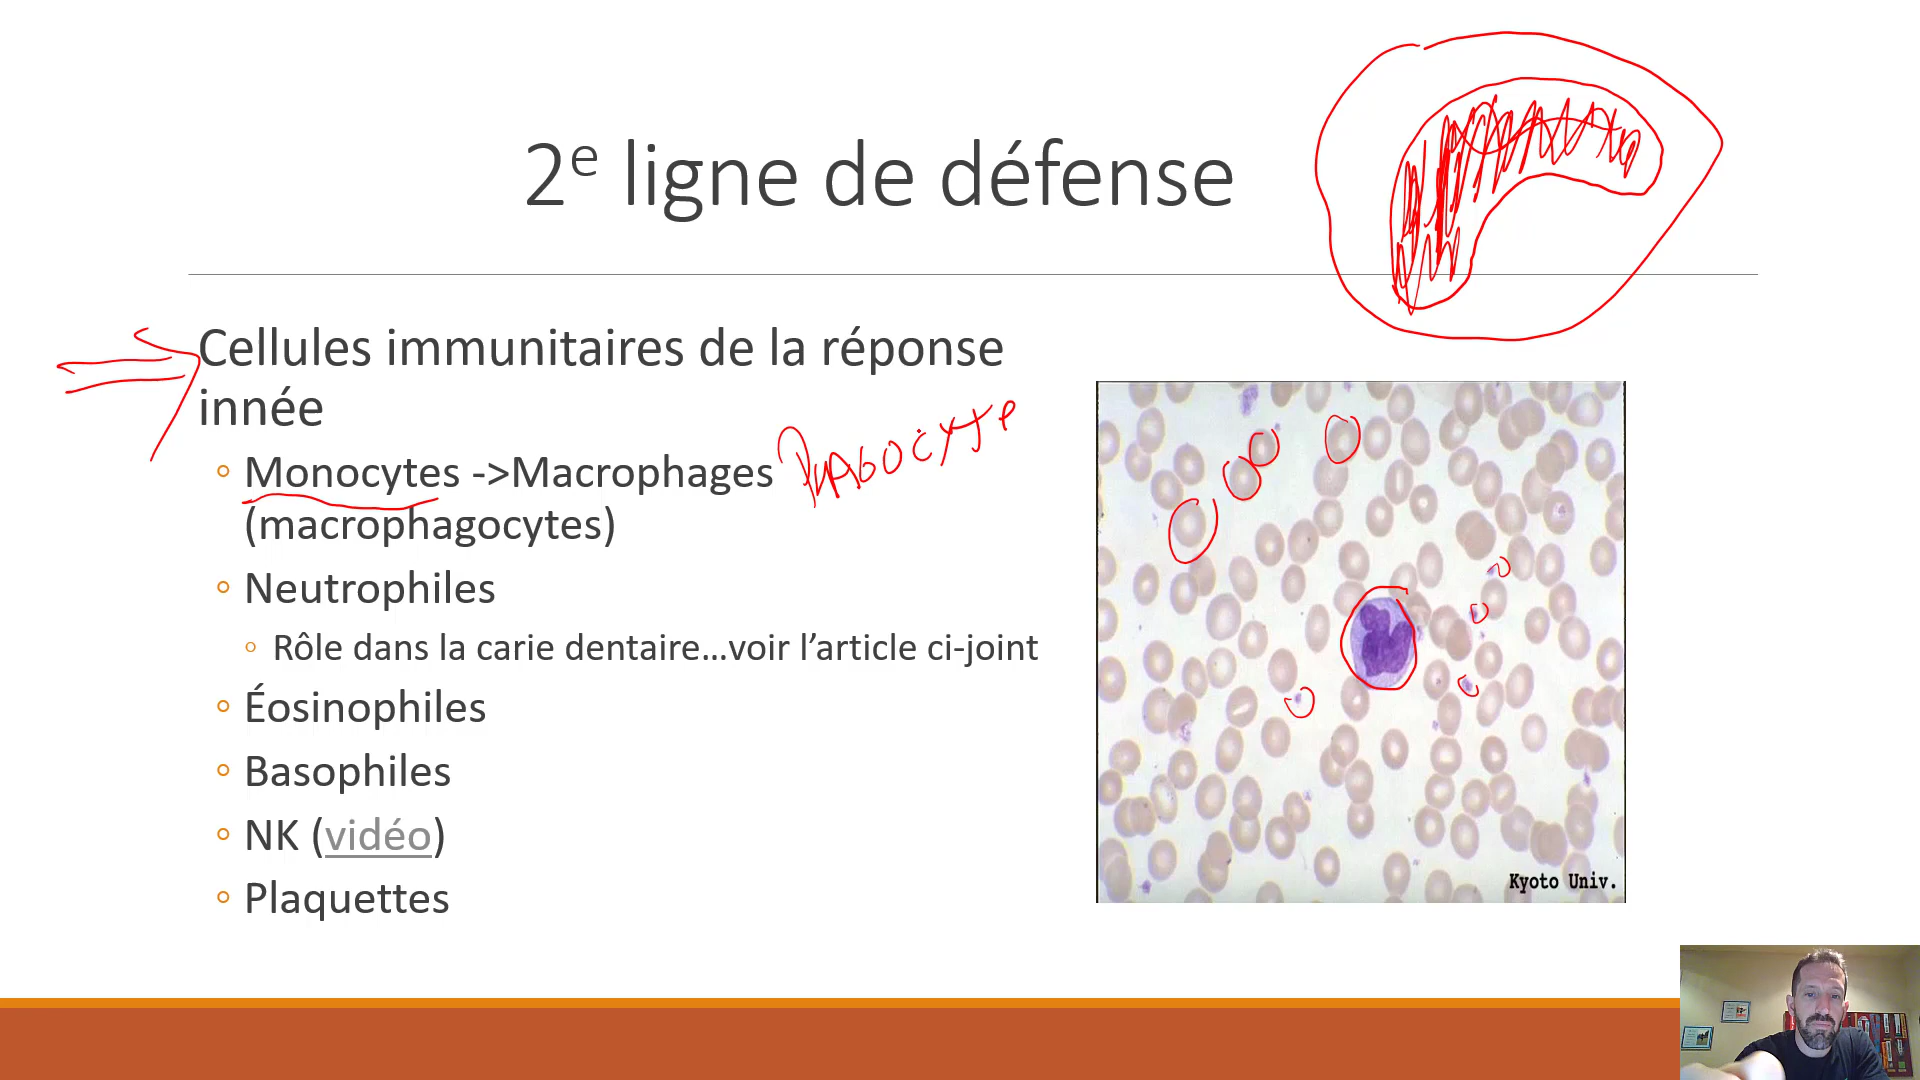 2e ligne de défense
Cellules immunitaires de la réponse
innée
Monocytes ->Macrophages
PHAGOCYTE
(macrophagocytes)
Neutrophiles
Rôle dans la carie dentaire...voir l'article ci-joint
Éosinophiles
Basophiles
NK (vidéo)
Plaquettes
Kyoto Univ.